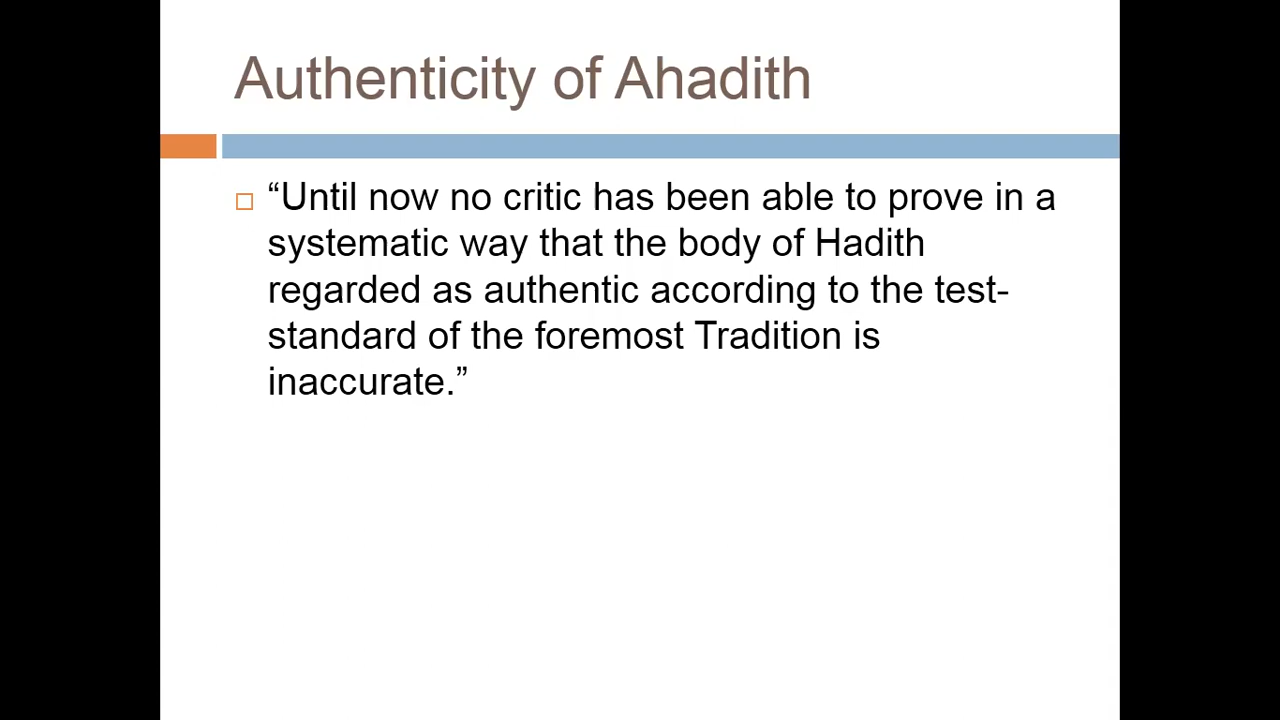 Authenticity of Ahadith
“Until now no critic has been able to prove in a
systematic way that the body of Hadith
regarded as authentic according to the test-
standard of the foremost Tradition is
inaccurate.”